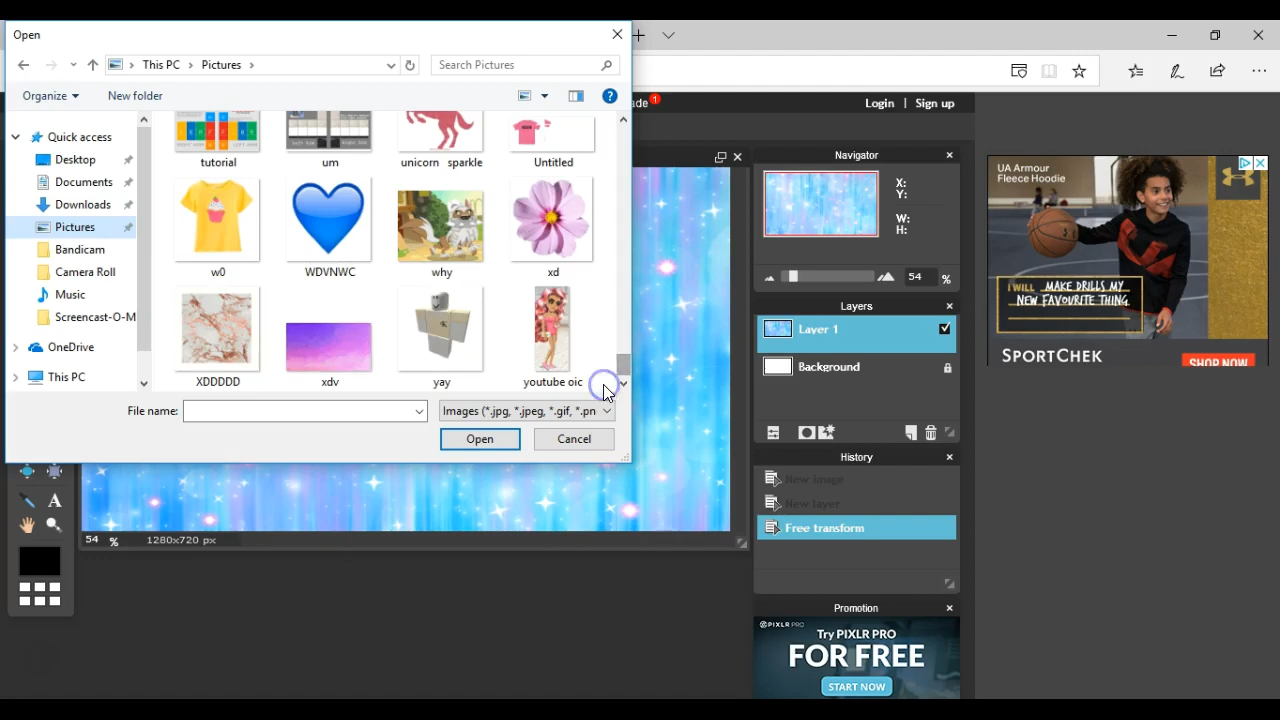 Open
This PC
Pictures
Search Pictures
Organize
New folder
Quick access
Desktop
Documents
Downloads
Pictures
Bandicam
Camera Roll
Music
Screencast-O-M
OneDrive
This PC
tutorial
um
unicorn sparkle
Untitled
w0
WDVNWC
why
xd
XDDDDD
xdv
yay
youtube oic
File name:
Images (*.jpg, *.jpeg, *.gif, *.pn
Open
Cancel
ade
1
Login | Sign up
Navigator
X:
Y:
W:
H:
54 %
Layers
Layer 1
Background
History
New image
New layer
Free transform
54 % 1280x720 px
A
Promotion
PIXLR PRO
Try PIXLR PRO
FOR FREE
START NOW
UA Armour
Fleece Hoodie
I WILL MAKE DRILLS MY
NEW FAVOURITE THING.
SPORTCHEK
SHOP NOW